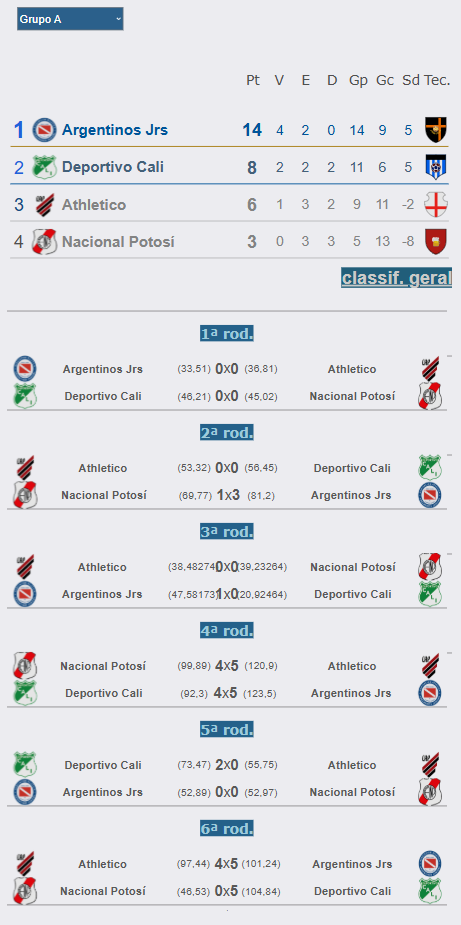 Grupo A
Pt V E D Gp Gc Sd Tec.
1 Argentinos Jrs 14 4 2 0 14 9 5
2 Deportivo Cali 8 2 2 2 11 6 5
3 Athletico 6 1 3 2 9 11 -2
4 Nacional Potosí 3 0 3 3 5 13 -8
classif. geral
1ª rod.
Argentinos Jrs (33,51) 0x0 (36,81) Athletico
Deportivo Cali (46,21) 0x0 (45,02) Nacional Potosí
2ª rod.
Athletico (53,32) 0x0 (56,45) Deportivo Cali
Nacional Potosí (69,77) 1x3 (81,2) Argentinos Jrs
3ª rod.
Athletico (38,48274 0x0 (39,23264) Nacional Potosí
Argentinos Jrs (47,58173 1x0 (20,92464) Deportivo Cali
4ª rod.
Nacional Potosí (99,89) 4x5 (120,9) Athletico
Deportivo Cali (92,3) 4x5 (123,5) Argentinos Jrs
5ª rod.
Deportivo Cali (73,47) 2x0 (55,75) Athletico
Argentinos Jrs (52,89) 0x0 (52,97) Nacional Potosí
6ª rod.
Athletico (97,44) 4x5 (101,24) Argentinos Jrs
Nacional Potosí (46,53) 0x5 (104,84) Deportivo Cali